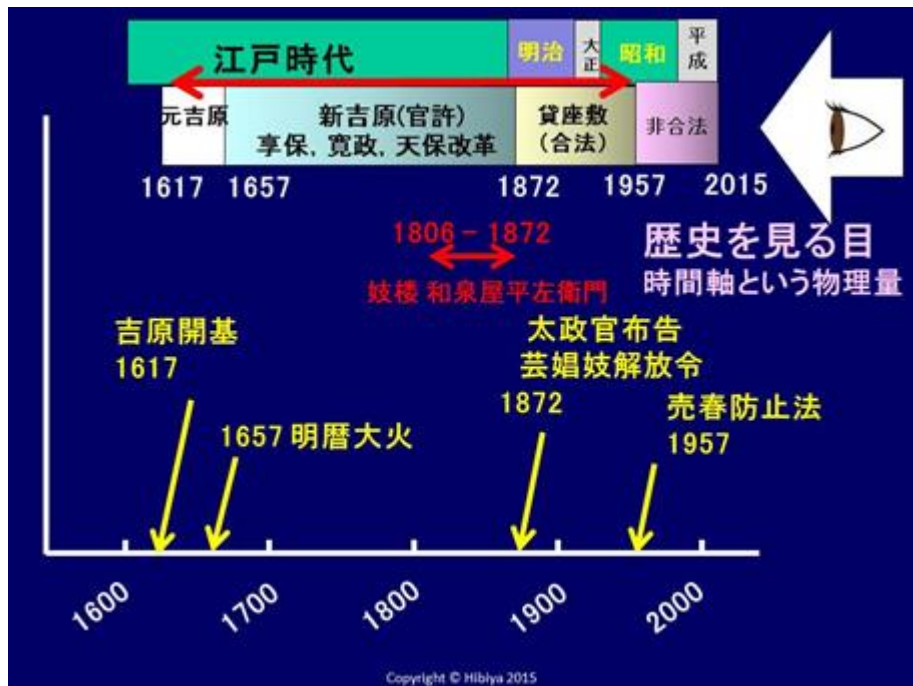 江戸時代
明治
大正
昭和
平成
元吉原
新吉原(官許)
享保, 寛政, 天保改革
貸座敷
(合法)
非合法
1617
1657
1872
1957
2015
1806 – 1872
妓楼 和泉屋平左衛門
歴史を見る目
時間軸という物理量
吉原開基
1617
1657 明暦大火
太政官布告
芸娼妓解放令
1872
売春防止法
1957
1600
1700
1800
1900
2000
Copyright © Hibiya 2015